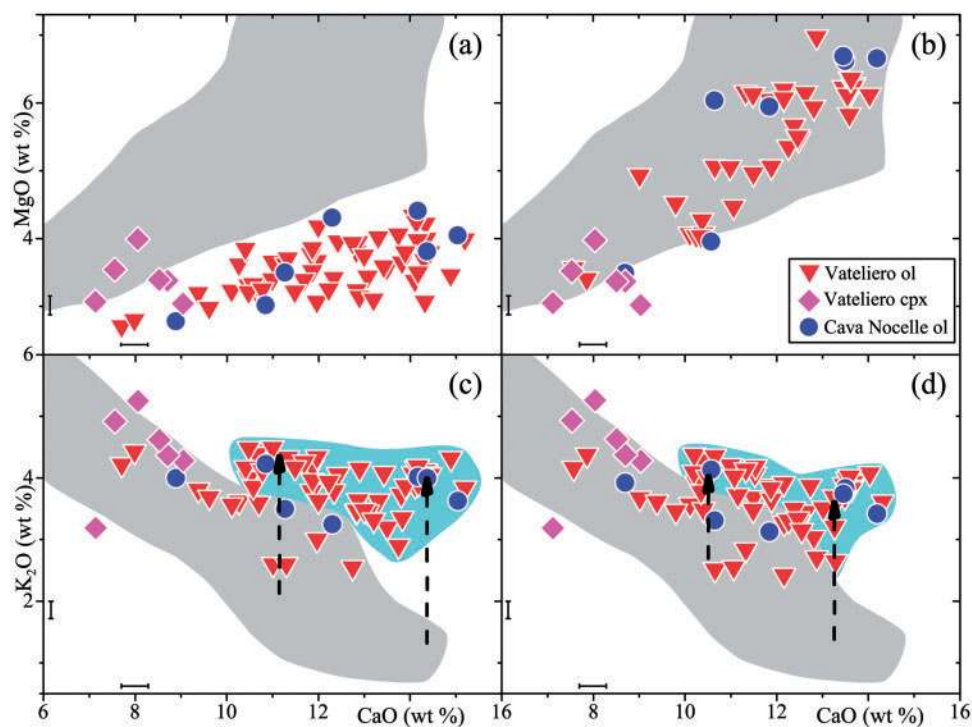 (a)
(b)
MgO (wt %)
6
4
Vateliero ol
Vateliero cpx
Cava Nocelle ol
6
(c)
(d)
K2O (wt %)
4
2
6 8 10 12 14 16 8 10 12 14 16
CaO (wt %) CaO (wt %)